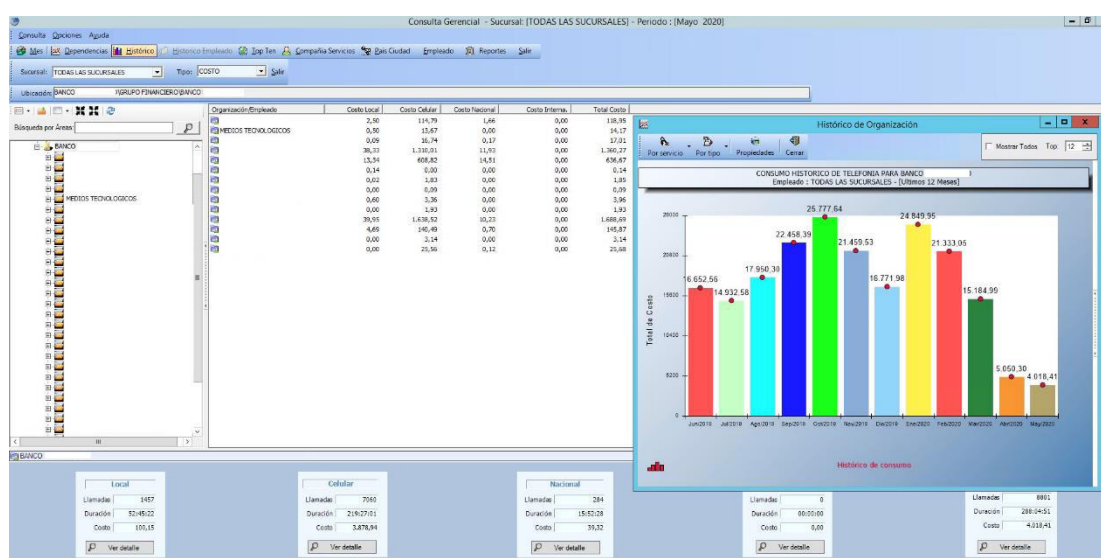 Consulta Gerencial - Sucursal: [TODAS LAS SUCURSALES] - Periodo : [Mayo 2020]
Consulta Opciones Ayuda
Mes Dependencias Histórico Historico Empleado Top Ten Compañia Servicios Pais Ciudad Empleado Reportes Salir
Sucursal: TODAS LAS SUCURSALES Tipo: COSTO Salir
Ubicación: BANCO \\GRUPO FINANCIERO\BANCO
Búsqueda por Áreas:
BANCO
MEDIOS TECNOLOGICOS
Organización/Empleado Costo Local Costo Celular Costo Nacional Costo Interna. Total Costo
2,50 114,79 1,66 0,00 118,95
MEDIOS TECNOLOGICOS 0,50 13,67 0,00 0,00 14,17
0,09 16,74 0,17 0,00 17,01
38,33 1.310,01 11,93 0,00 1.360,27
13,34 608,82 14,51 0,00 636,67
0,14 0,00 0,00 0,00 0,14
0,02 1,83 0,00 0,00 1,85
0,00 0,09 0,00 0,00 0,09
0,60 3,36 0,00 0,00 3,96
0,00 1,93 0,00 0,00 1,93
39,95 1.638,52 10,23 0,00 1.688,69
4,69 140,49 0,70 0,00 145,87
0,00 3,14 0,00 0,00 3,14
0,00 25,56 0,12 0,00 25,68
Histórico de Organización
Por servicio Por tipo Propiedades Cerrar Mostrar Todos Top: 12
CONSUMO HISTORICO DE TELEFONIA PARA BANCO
Empleado : TODAS LAS SUCURSALES - [Ultimos 12 Meses]
Total de Costo
26000
20800
15600
10400
5200
0
16.652,56
14.932,58
17.950,30
22.458,39
25.777,64
21.459,53
16.771,98
24.849,95
21.333,05
15.184,99
5.050,30
4.018,41
Jun/2019 Jul/2019 Ago/2019 Sep/2019 Oct/2019 Nov/2019 Dic/2019 Ene/2020 Feb/2020 Mar/2020 Abr/2020 May/2020
Histórico de consumo
BANCO
Local
Llamadas 1457
Duración 52:45:22
Costo 100,15
Ver detalle
Celular
Llamadas 7060
Duración 219:27:01
Costo 3.878,94
Ver detalle
Nacional
Llamadas 284
Duración 15:52:28
Costo 39,32
Ver detalle
Llamadas 0
Duración 00:00:00
Costo 0,00
Ver detalle
Llamadas 8801
Duración 288:04:51
Costo 4.018,41
Ver detalle